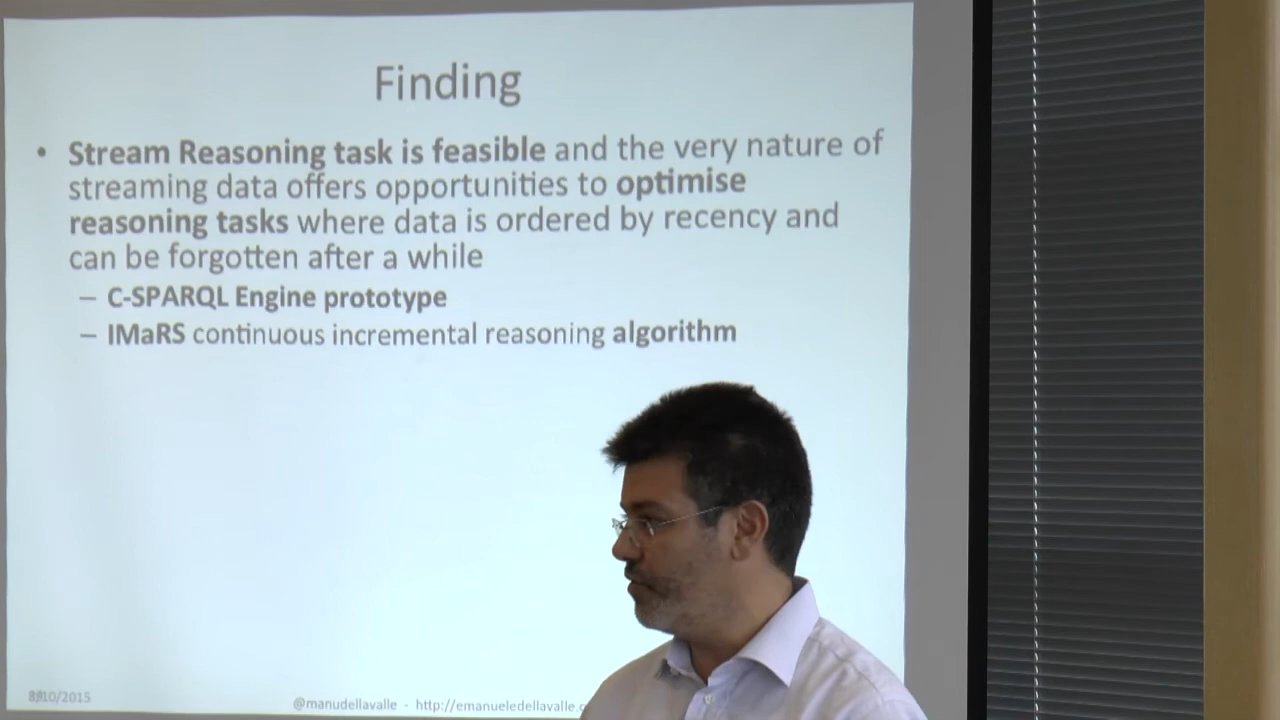 Finding
• Stream Reasoning task is feasible and the very nature of
streaming data offers opportunities to optimise
reasoning tasks where data is ordered by recency and
can be forgotten after a while
– C-SPARQL Engine prototype
– IMaRS continuous incremental reasoning algorithm
/10/2015
@manudellavalle - http://emanueledellavalle.